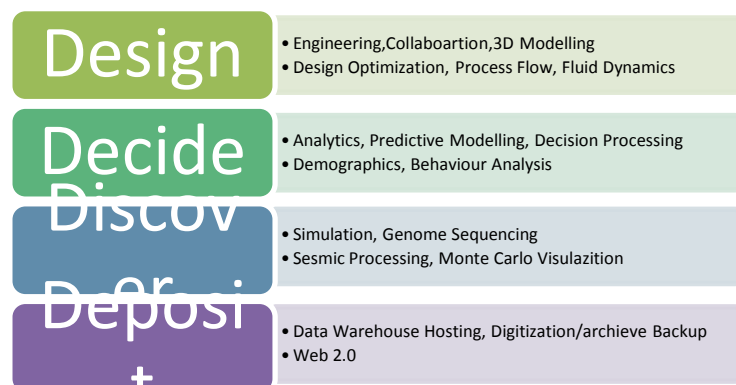 Design
• Engineering,Collaboartion,3D Modelling
• Design Optimization, Process Flow, Fluid Dynamics
Decide
• Analytics, Predictive Modelling, Decision Processing
• Demographics, Behaviour Analysis
Discov
er
• Simulation, Genome Sequencing
• Sesmic Processing, Monte Carlo Visulazition
Deposi
t
• Data Warehouse Hosting, Digitization/archieve Backup
• Web 2.0